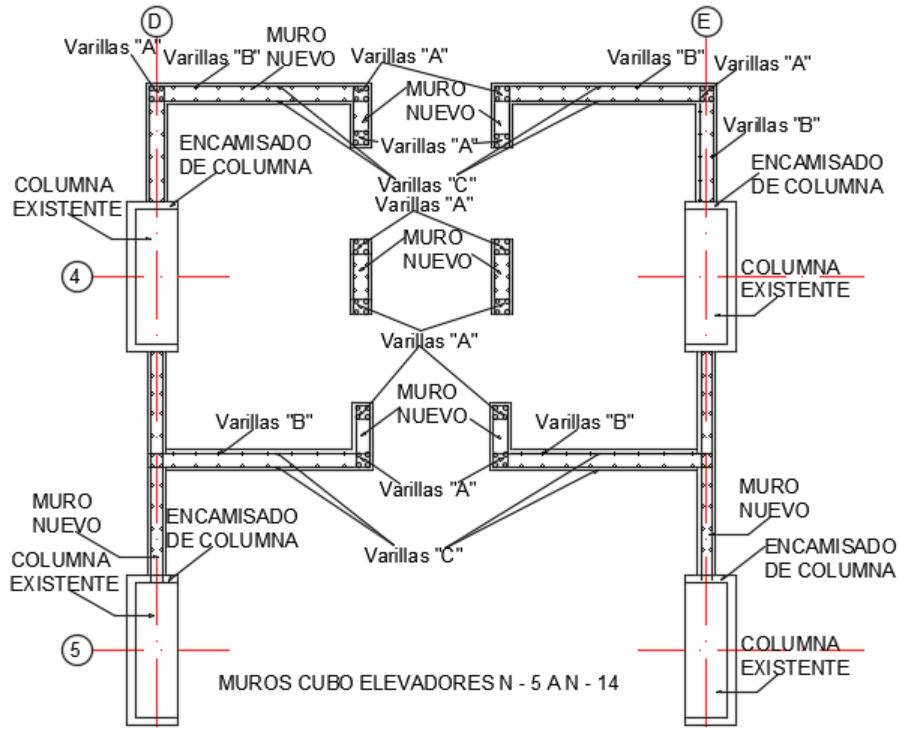 D
E
Varillas "A"
Varillas "B"
MURO
NUEVO
Varillas "A"
Varillas "B"
Varillas "A"
MURO
NUEVO
Varillas "A"
Varillas "B"
ENCAMISADO
DE COLUMNA
ENCAMISADO
DE COLUMNA
COLUMNA
EXISTENTE
Varillas "C"
Varillas "A"
4
MURO
NUEVO
COLUMNA
EXISTENTE
Varillas "A"
MURO
NUEVO
Varillas "B"
Varillas "B"
Varillas "A"
MURO
NUEVO
MURO
NUEVO
ENCAMISADO
DE COLUMNA
Varillas "C"
ENCAMISADO
DE COLUMNA
COLUMNA
EXISTENTE
5
COLUMNA
EXISTENTE
MUROS CUBO ELEVADORES N - 5 A N - 14